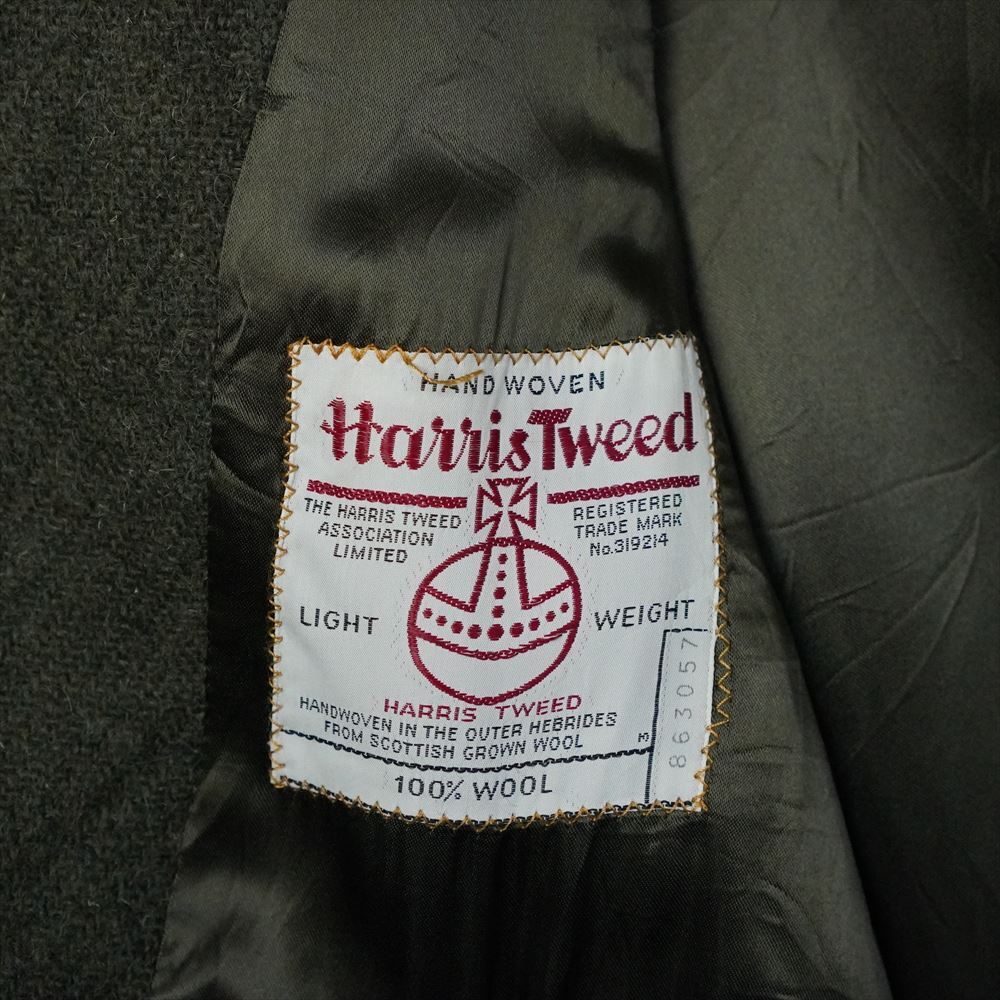 HAND WOVEN
Harris Tweed
THE HARRIS TWEED
ASSOCIATION
LIMITED
REGISTERED
TRADE MARK
No.319214
LIGHT WEIGHT
HARRIS TWEED
HANDWOVEN IN THE OUTER HEBRIDES
FROM SCOTTISH GROWN WOOL
100% WOOL
3
863057